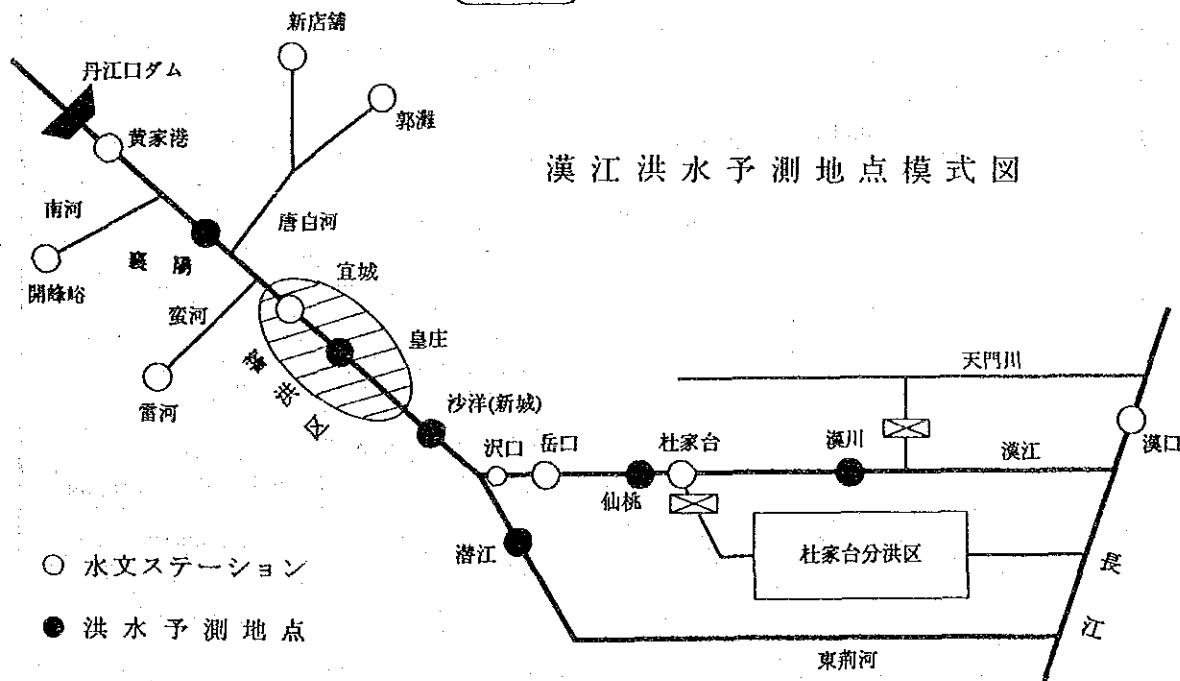 新店舗
丹江口ダム
郭灘
黄家港
漢江洪水予測地点模式図
南河
唐白河
襄陽
宜城
開峰峪
蛮河
皇庄
蓄洪区
天門川
雷河
沙洋(新城)
沢口
岳口
杜家台
漢川
漢江
漢口
仙桃
潜江
杜家台分洪区
長江
○ 水文ステーション
● 洪水予測地点
東荆河